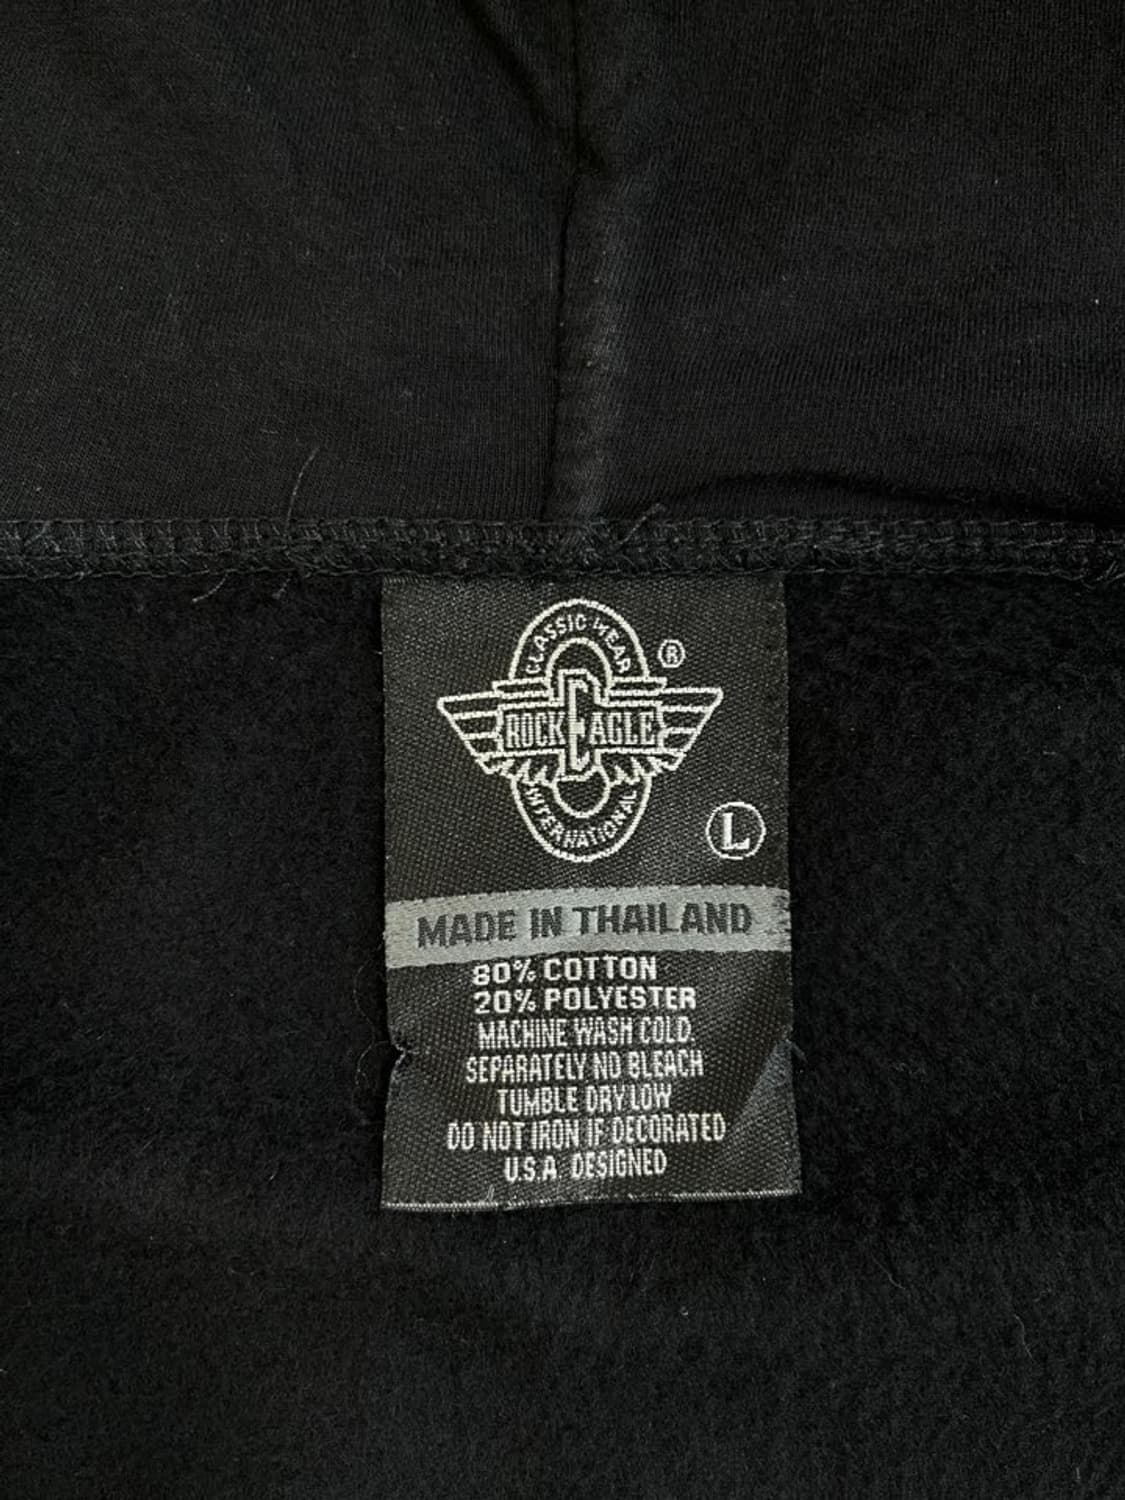 CLASSIC WEAR
®
ROCK EAGLE
E
INTERNATIONAL
L
MADE IN THAILAND
80% COTTON
20% POLYESTER
MACHINE WASH COLD.
SEPARATELY NO BLEACH
TUMBLE DRY LOW
DO NOT IRON IF DECORATED
U.S.A. DESIGNED